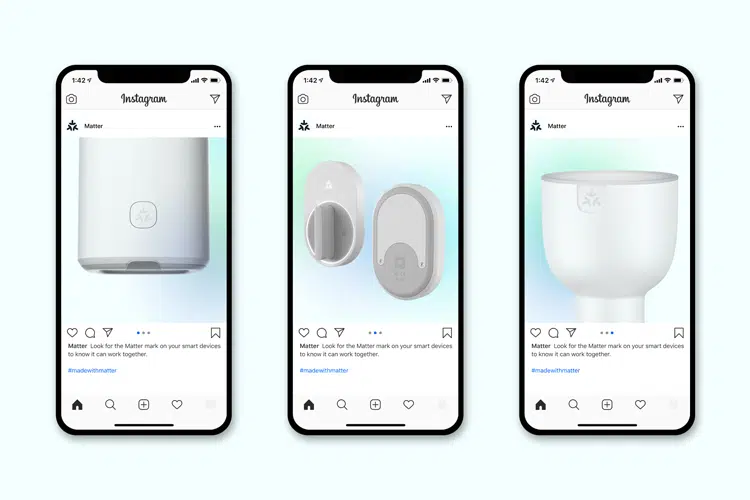 1:42
Instagram
Matter
Matter Look for the Matter mark on your smart devices
to know it can work together.
#madewithmatter
1:42
Instagram
Matter
Matter Look for the Matter mark on your smart devices
to know it can work together.
#madewithmatter
1:42
Instagram
Matter
Matter Look for the Matter mark on your smart devices
to know it can work together.
#madewithmatter